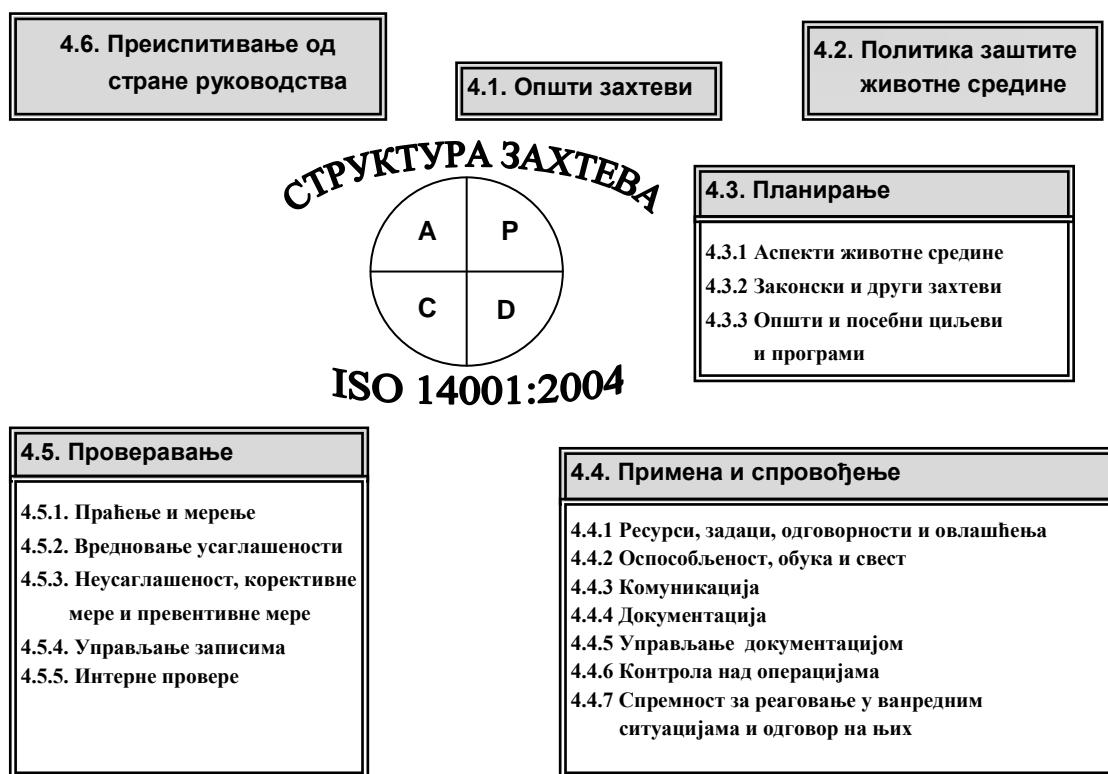 4.6. Преиспитивање од
стране руководства
4.1. Општи захтеви
4.2. Политика заштите
животне средине
СТРУКТУРА ЗАХТЕВА
A P
C D
ISO 14001:2004
4.3. Планирање
4.3.1 Аспекти животне средине
4.3.2 Законски и други захтеви
4.3.3 Општи и посебни циљеви
и програми
4.5. Проверавање
4.5.1. Праћење и мерење
4.5.2. Вредновање усаглашености
4.5.3. Неусаглашеност, корективне
мере и превентивне мере
4.5.4. Управљање записима
4.5.5. Интерне провере
4.4. Примена и спровођење
4.4.1 Ресурси, задаци, одговорности и овлашћења
4.4.2 Оспособљеност, обука и свест
4.4.3 Комуникација
4.4.4 Документација
4.4.5 Управљање документацијом
4.4.6 Контрола над операцијама
4.4.7 Спремност за реаговање у ванредним
ситуацијама и одговор на њих